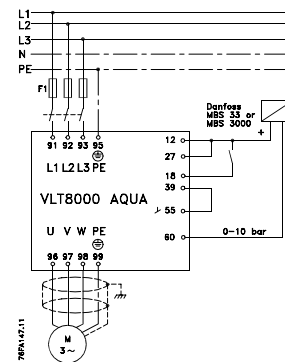 L1
L2
L3
N
PE
F1
Danfoss
MBS 33 or
MBS 3000
+
91 92 93 95
L1 L2 L3 PE
12
27
18
39
55
60
VLT8000 AQUA
0-10 bar
U V W PE
96 97 98 99
M
3~
76FA147.11